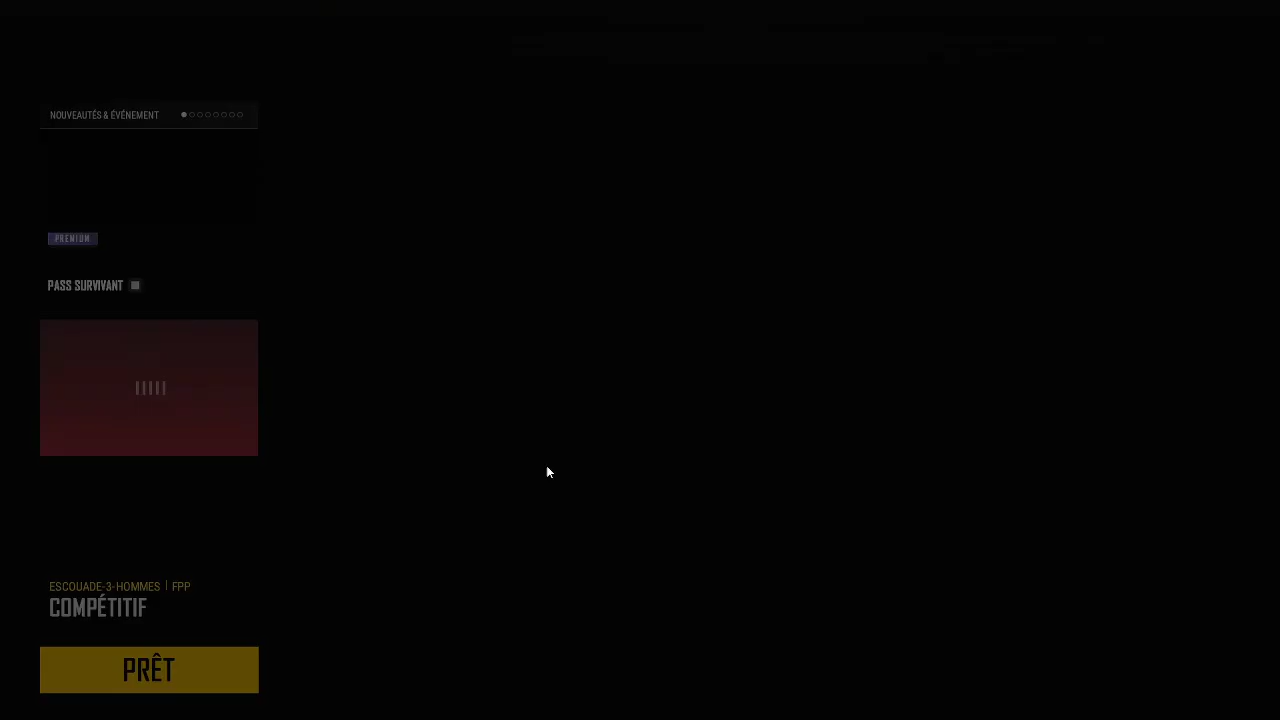 NOUVEAUTÉS & ÉVÉNEMENT
PREMIUM
PASS SURVIVANT
ESCOUADE-3-HOMMES | FPP
COMPÉTITIF
PRÊT